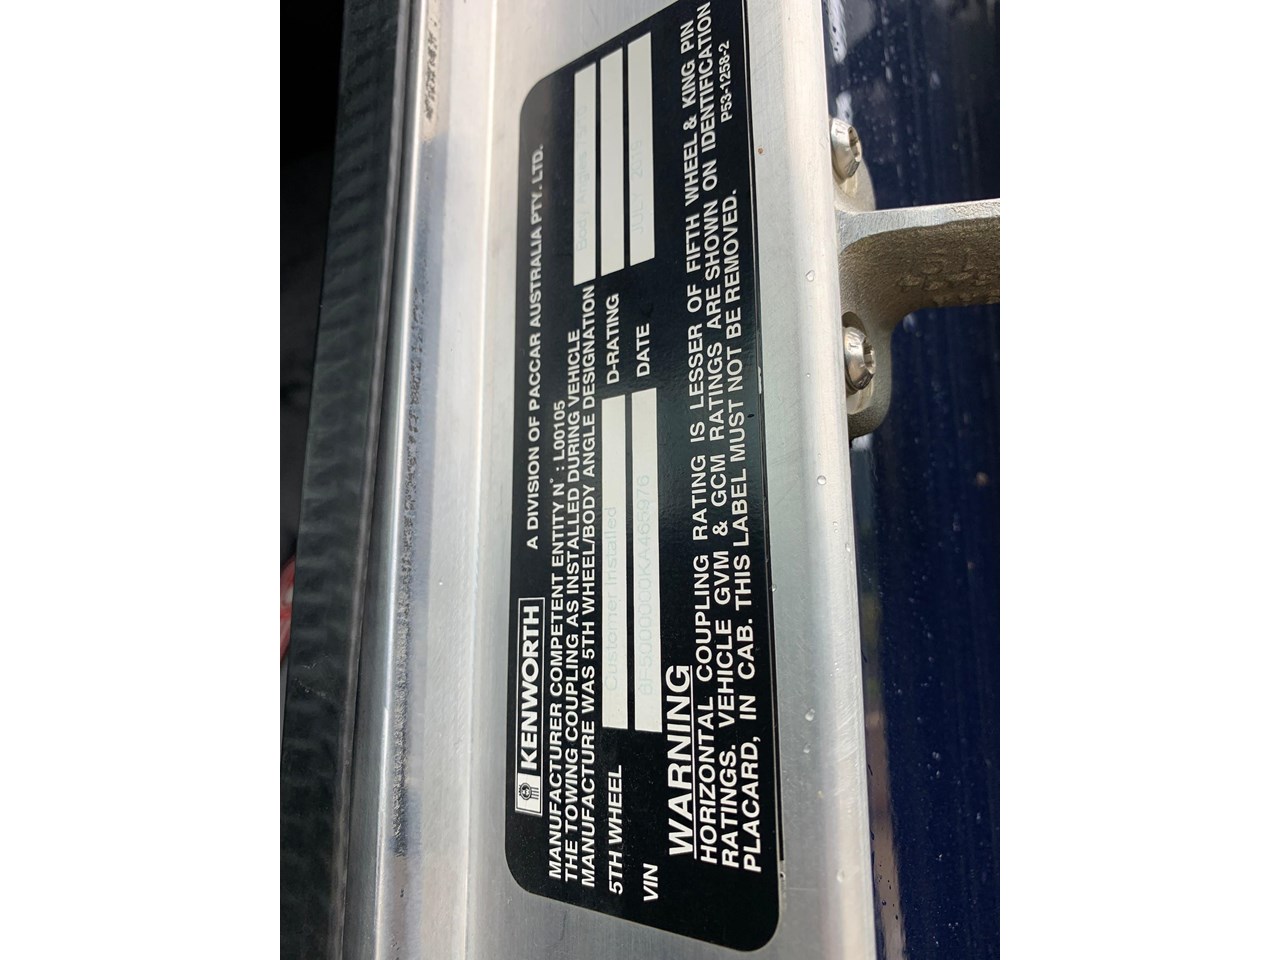 KENWORTH
A DIVISION OF PACCAR AUSTRALIA PTY. LTD.
MANUFACTURER COMPETENT ENTITY N° : L00105
THE TOWING COUPLING AS INSTALLED DURING VEHICLE
MANUFACTURE WAS 5TH WHEEL/BODY ANGLE DESIGNATION Body Angles
5TH WHEEL Customer Installed D-RATING
VIN DATE JULY 2019
WARNING
HORIZONTAL COUPLING RATING IS LESSER OF FIFTH WHEEL & KING PIN
RATINGS. VEHICLE GVM & GCM RATINGS ARE SHOWN ON IDENTIFICATION
PLACARD, IN CAB. THIS LABEL MUST NOT BE REMOVED. P53-1258-2